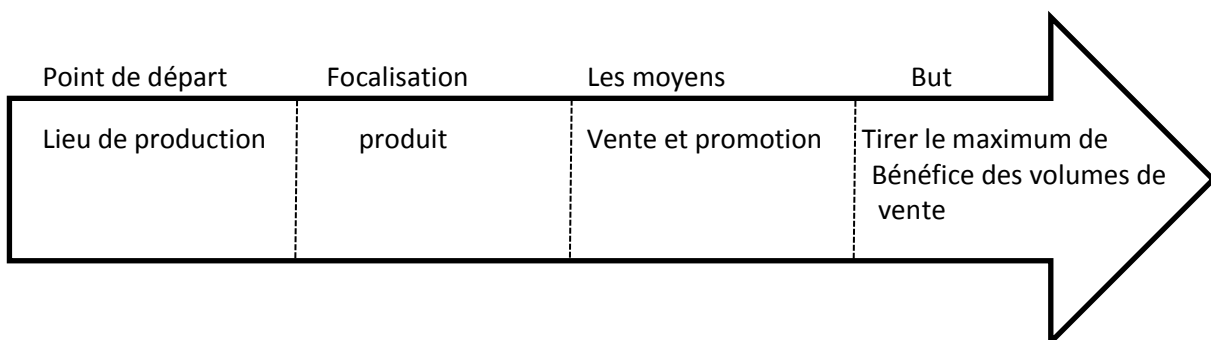 Point de départ Focalisation Les moyens But
Lieu de production produit Vente et promotion Tirer le maximum de
Bénéfice des volumes de
vente